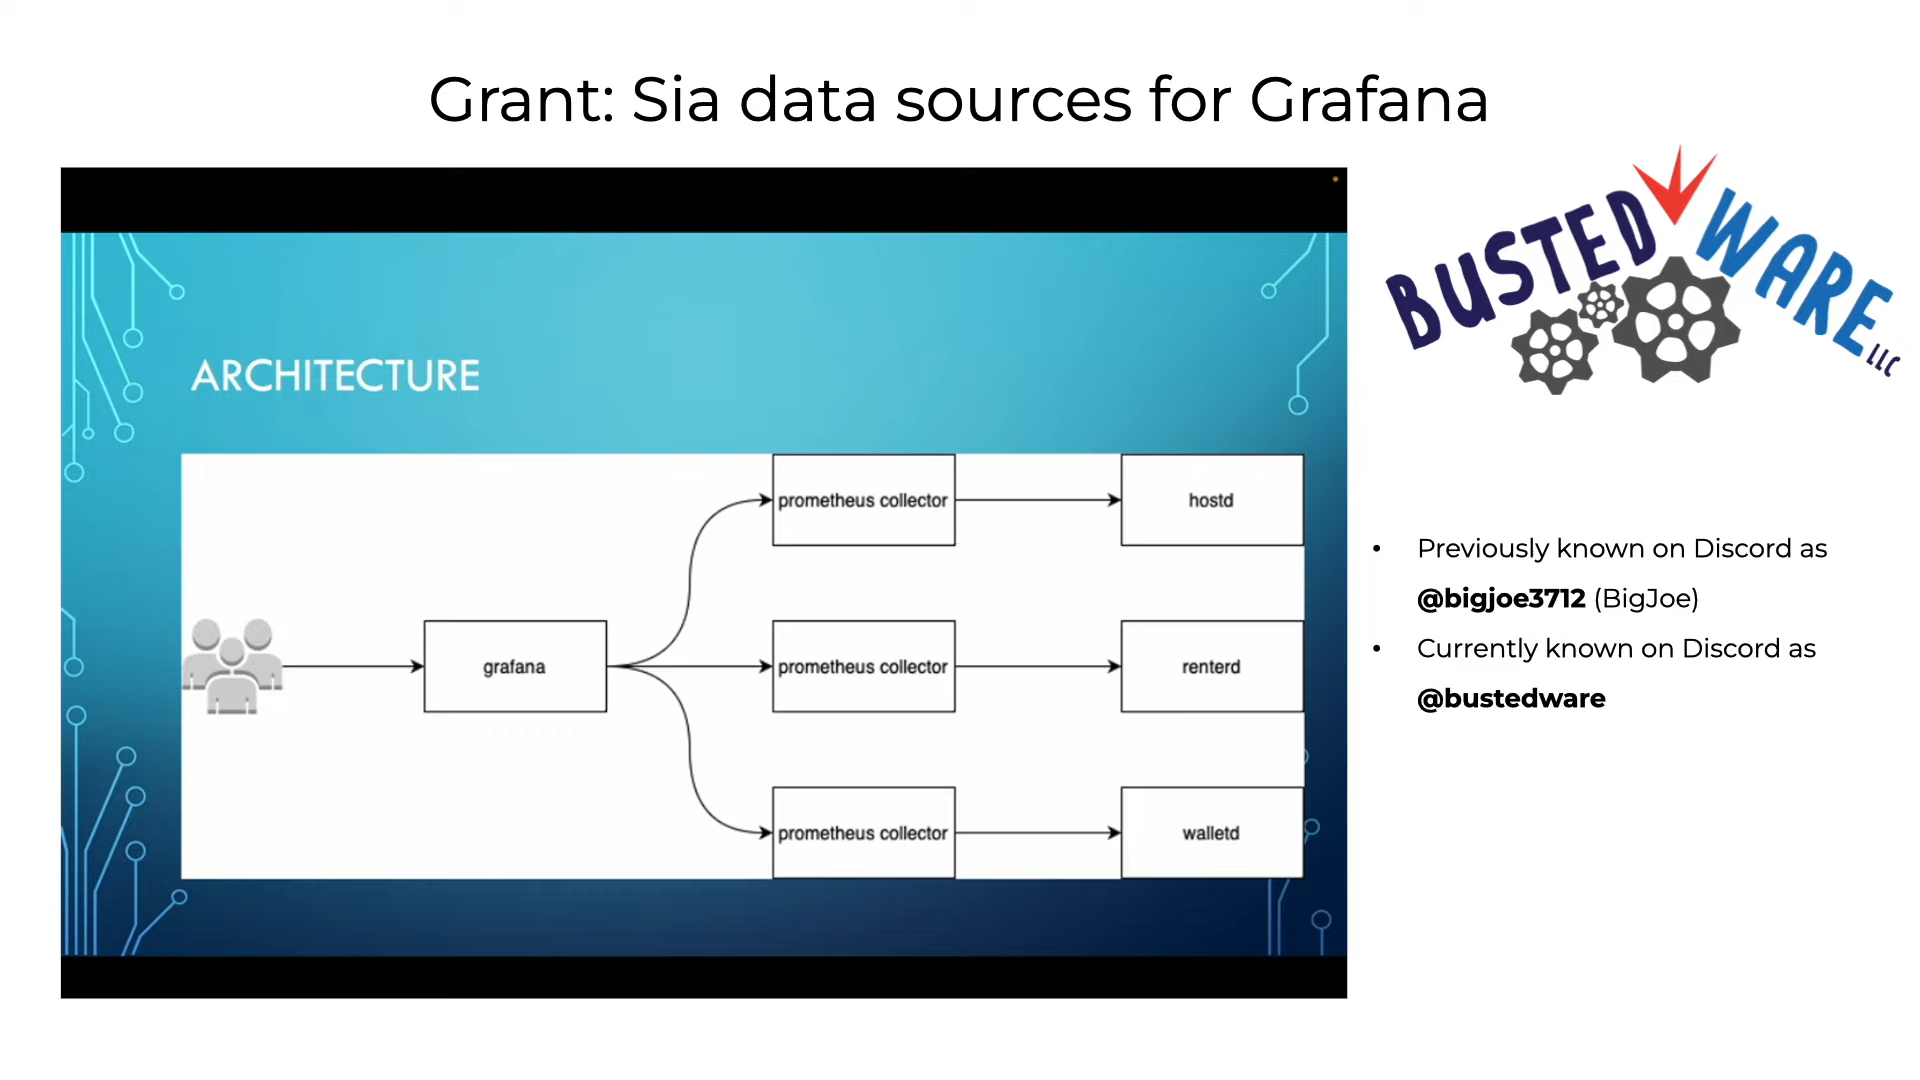 Grant: Sia data sources for Grafana
BUSTED WARE LLC
ARCHITECTURE
prometheus collector
hostd
grafana
prometheus collector
renterd
prometheus collector
walletd
• Previously known on Discord as
@bigjoe3712 (BigJoe)
• Currently known on Discord as
@bustedware